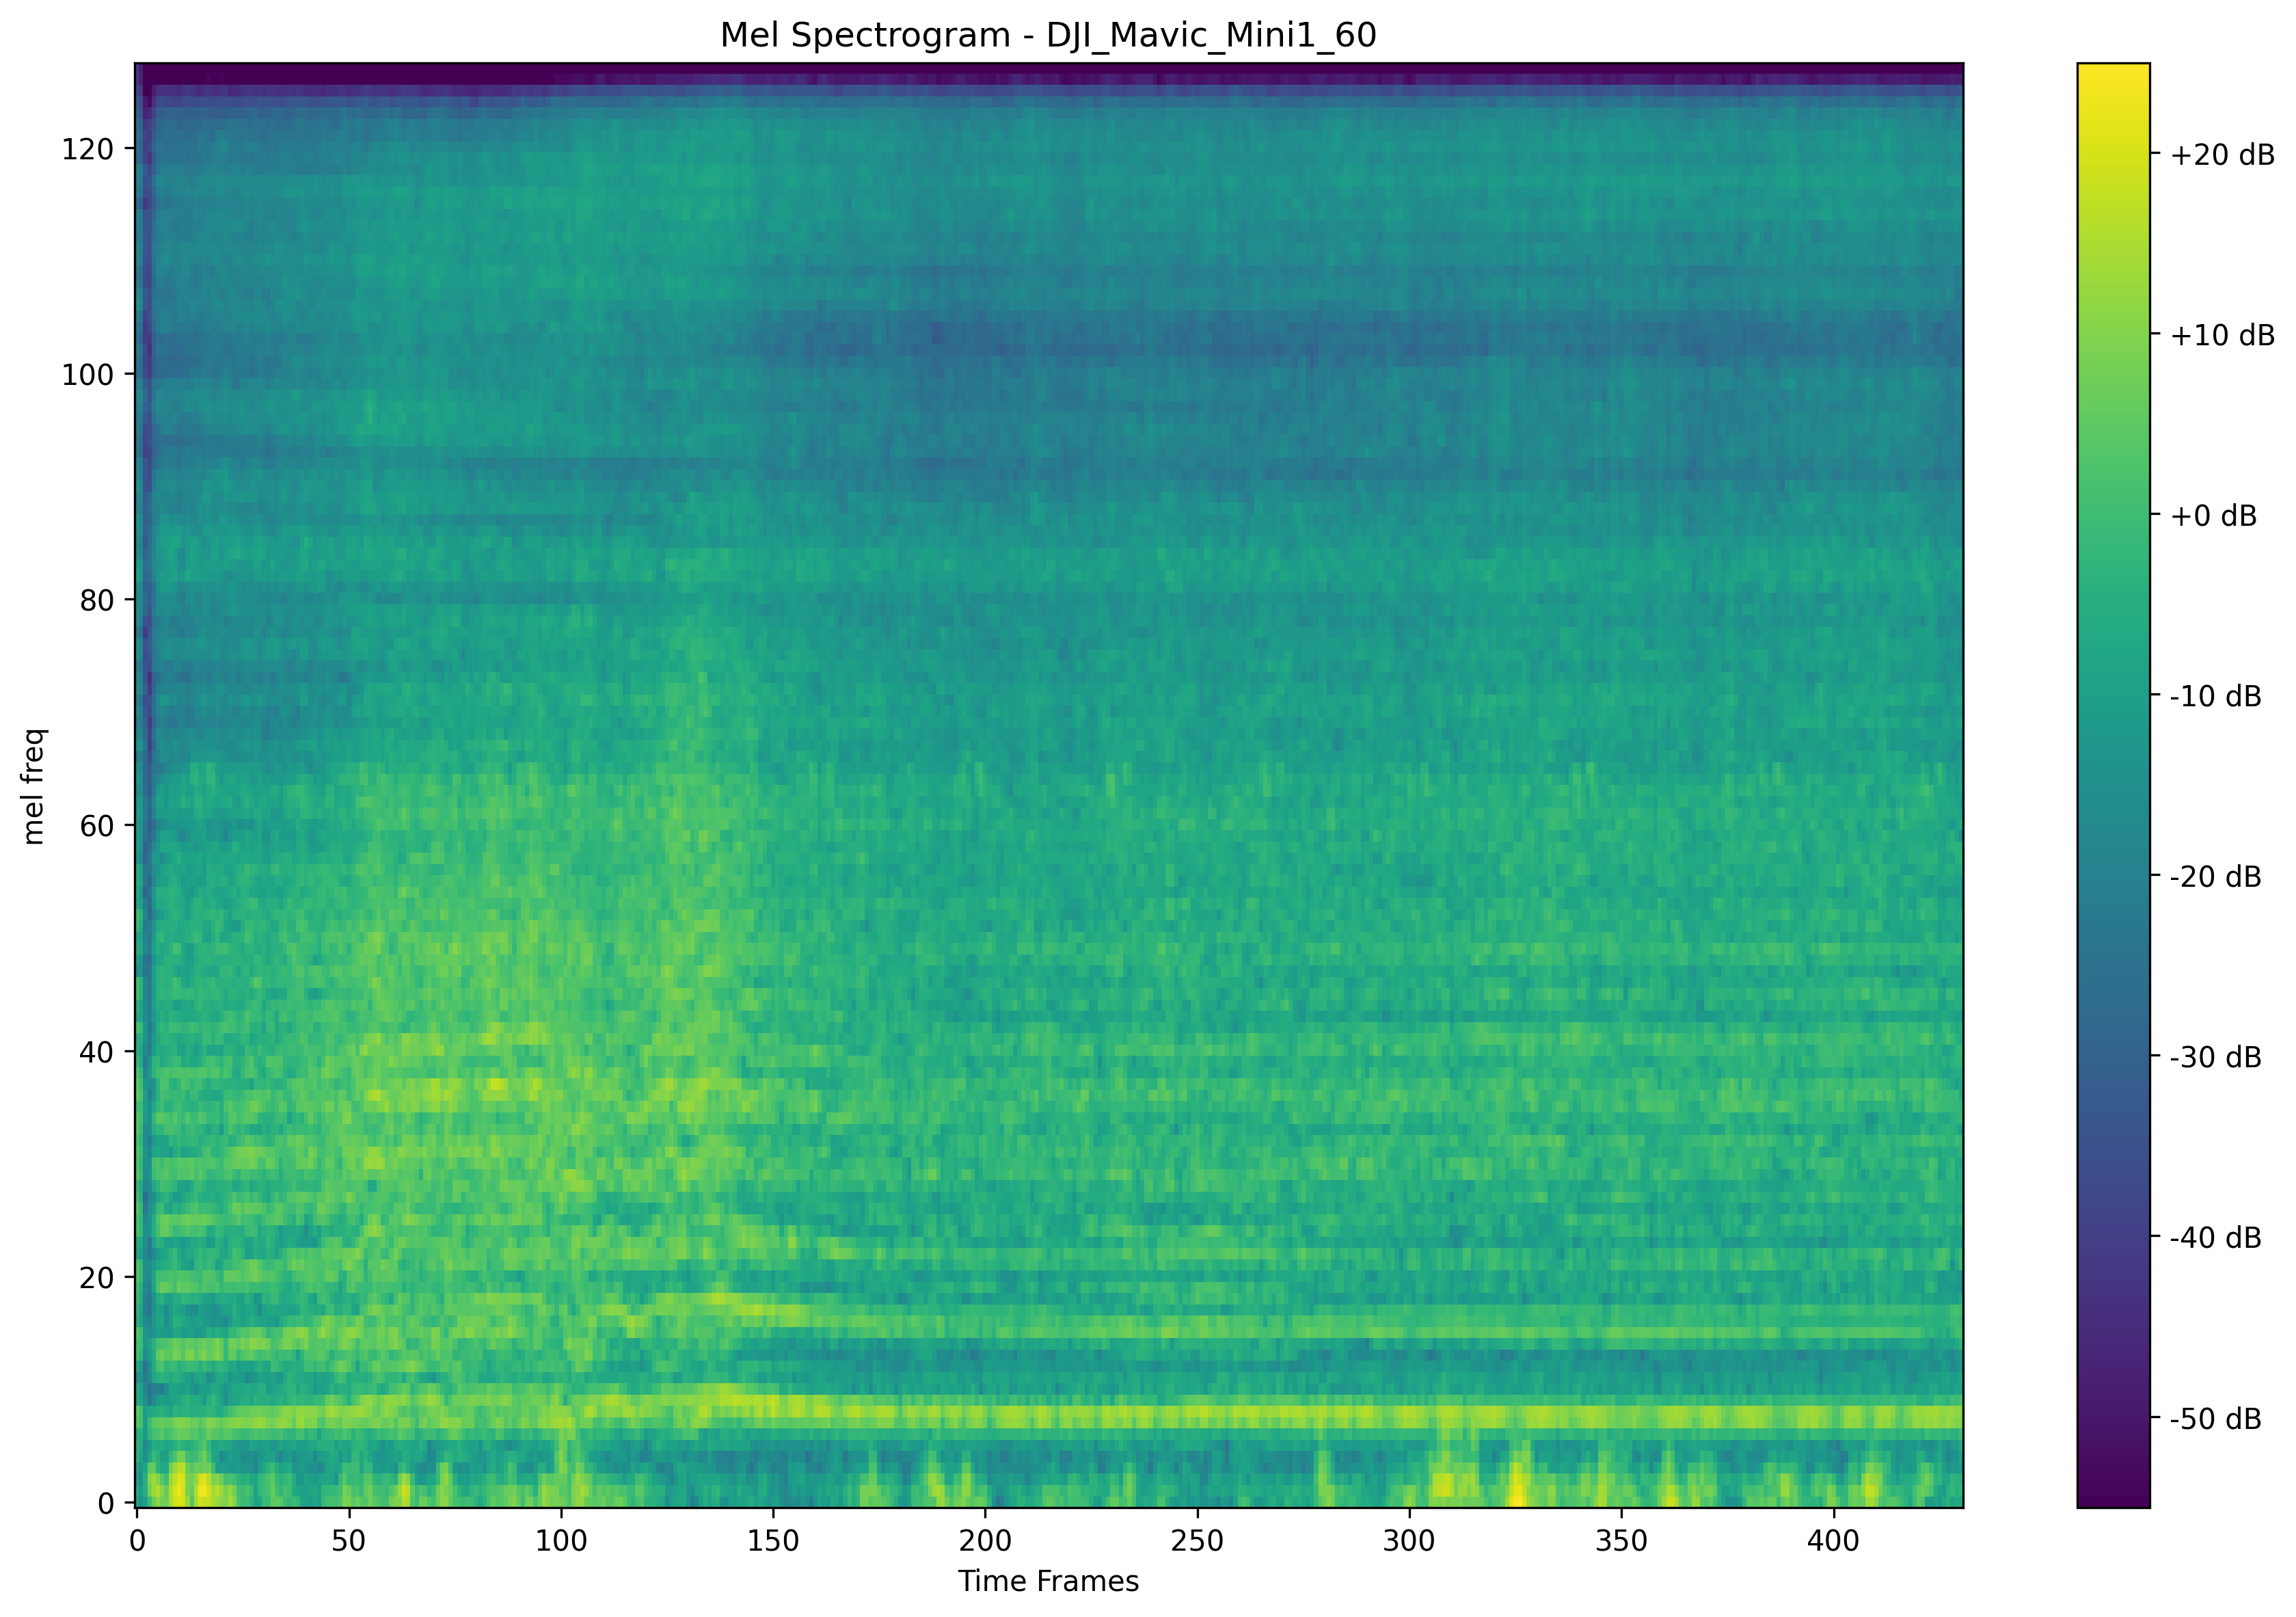 Mel Spectrogram - DJI_Mavic_Mini1_60
mel freq
120
100
80
60
40
20
0
0 50 100 150 200 250 300 350 400
Time Frames
+20 dB
+10 dB
+0 dB
-10 dB
-20 dB
-30 dB
-40 dB
-50 dB